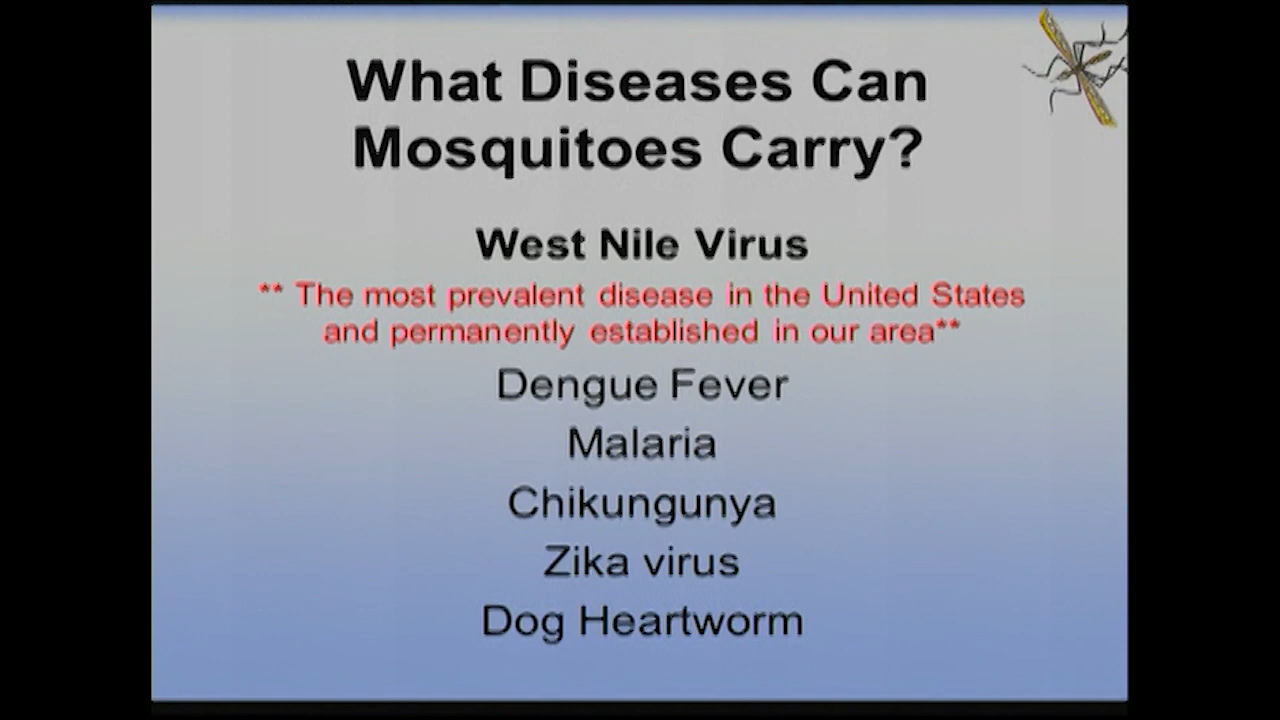 What Diseases Can
Mosquitoes Carry?
West Nile Virus
** The most prevalent disease in the United States
and permanently established in our area**
Dengue Fever
Malaria
Chikungunya
Zika virus
Dog Heartworm